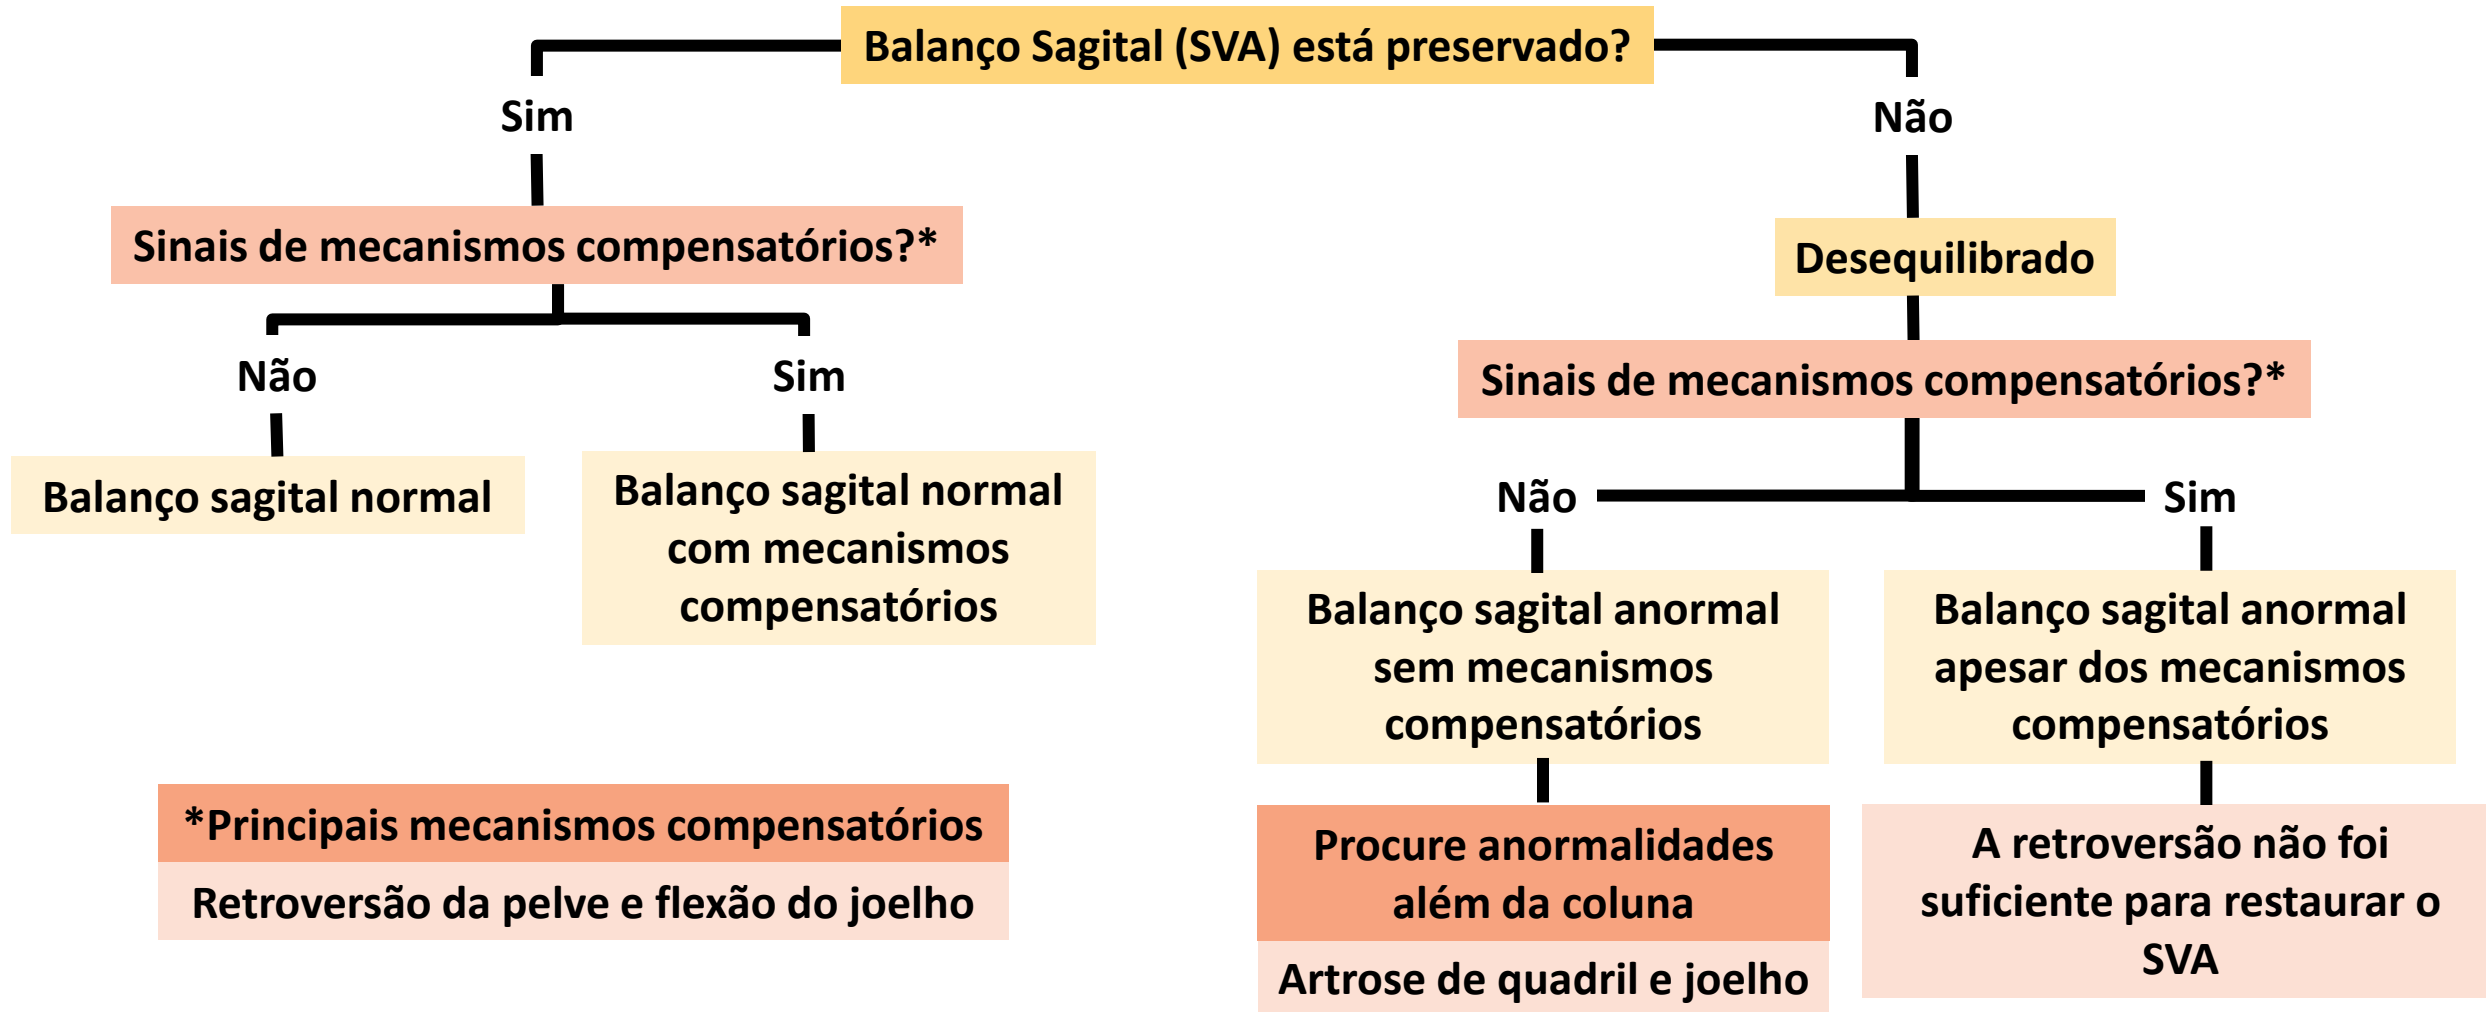 Balanço Sagital (SVA) está preservado?
Sim
Não
Sinais de mecanismos compensatórios?*
Desequilibrado
Não
Sim
Sinais de mecanismos compensatórios?*
Balanço sagital normal
Balanço sagital normal
com mecanismos
compensatórios
Não
Sim
Balanço sagital anormal
sem mecanismos
compensatórios
Balanço sagital anormal
apesar dos mecanismos
compensatórios
*Principais mecanismos compensatórios
Retroversão da pelve e flexão do joelho
Procure anormalidades
além da coluna
Artrose de quadril e joelho
A retroversão não foi
suficiente para restaurar o
SVA